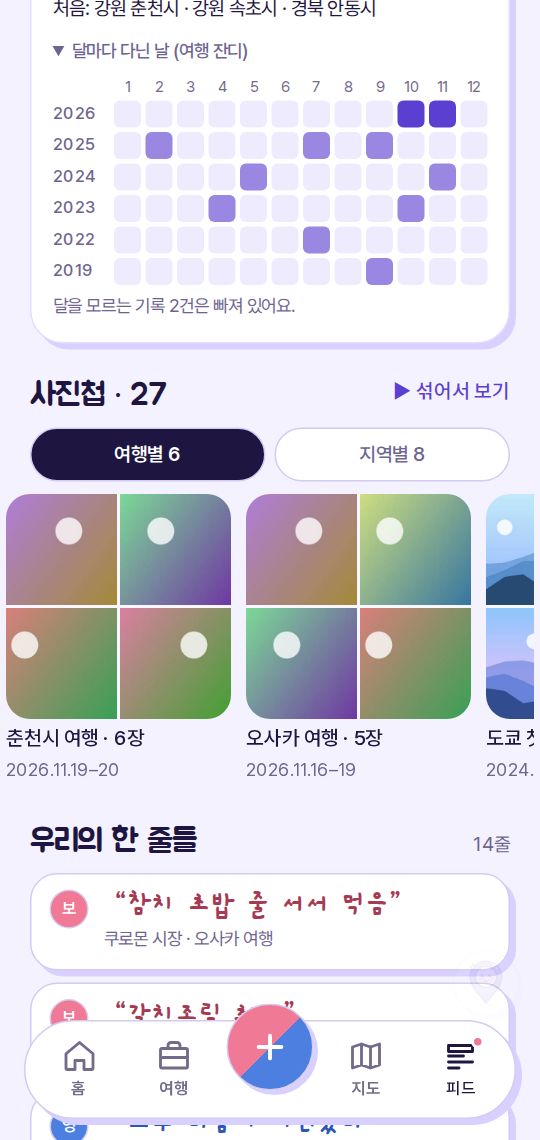 처음: 강원 춘천시 · 강원 속초시 · 경북 안동시
▼ 달마다 다닌 날 (여행 잔디)
1 2 3 4 5 6 7 8 9 10 11 12
2026
2025
2024
2023
2022
2019
달을 모르는 기록 2건은 빠져 있어요.
사진첩 · 27
▶ 섞어서 보기
여행별 6
지역별 8
춘천시 여행 · 6장
오사카 여행 · 5장
도쿄
2026.11.19–20
2026.11.16–19
2024.
우리의 한 줄들
14줄
보
“참치 초밥 줄 서서 먹음”
쿠로몬 시장 · 오사카 여행
보
“갈치조림
홈
여행
+
지도
피드